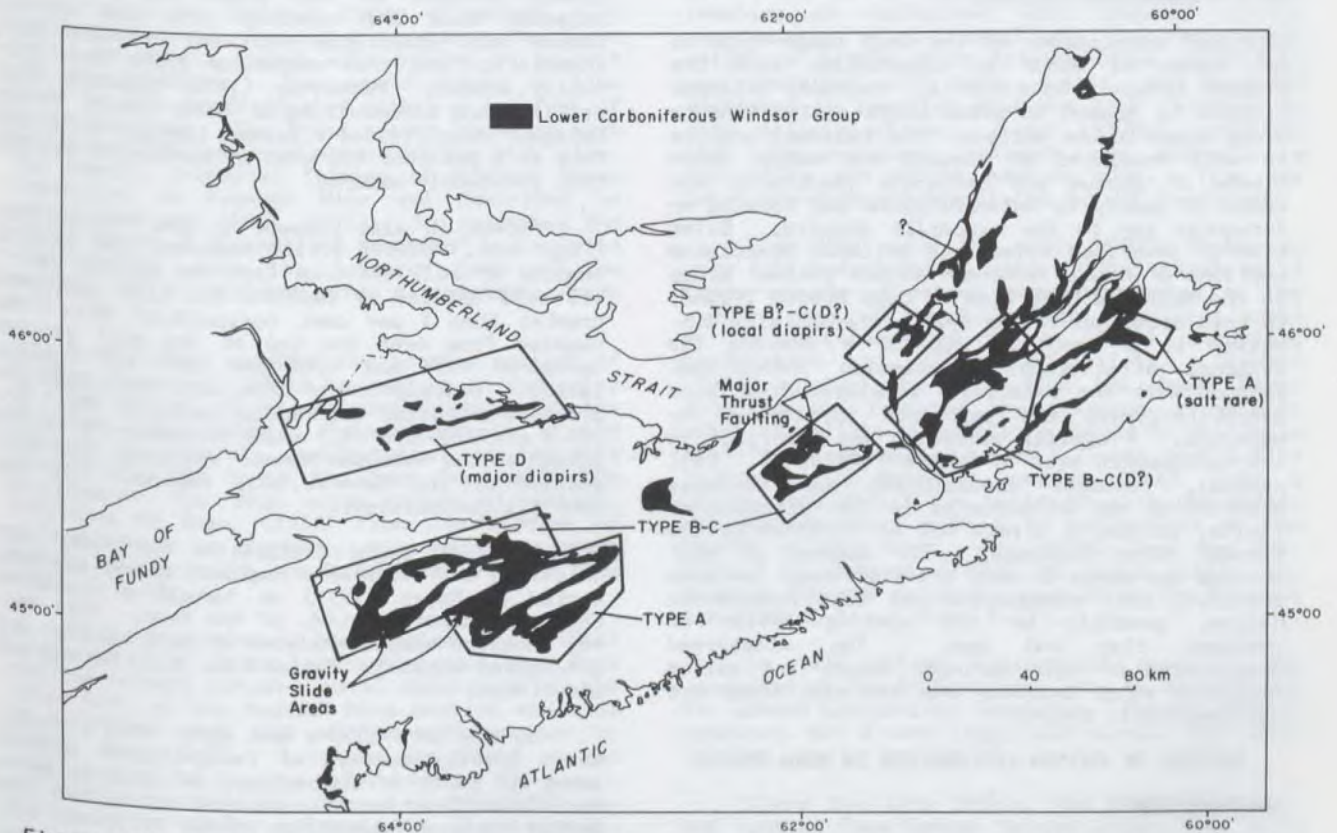 64°00'
62°00'
60°00'
Lower Carboniferous Windsor Group
?
NORTHUMBERLAND
STRAIT
46°00'
TYPE B?-C(D?)
(local diapirs)
46°00'
Major
Thrust
Faulting
TYPE A
(salt rare)
TYPE D
(major diapirs)
TYPE B-C(D?)
TYPE B-C
BAY OF
FUNDY
45°00'
TYPE A
45°00'
Gravity
Slide
Areas
OCEAN
0 40 80 km
ATLANTIC
64°00'
62°00'
60°00'